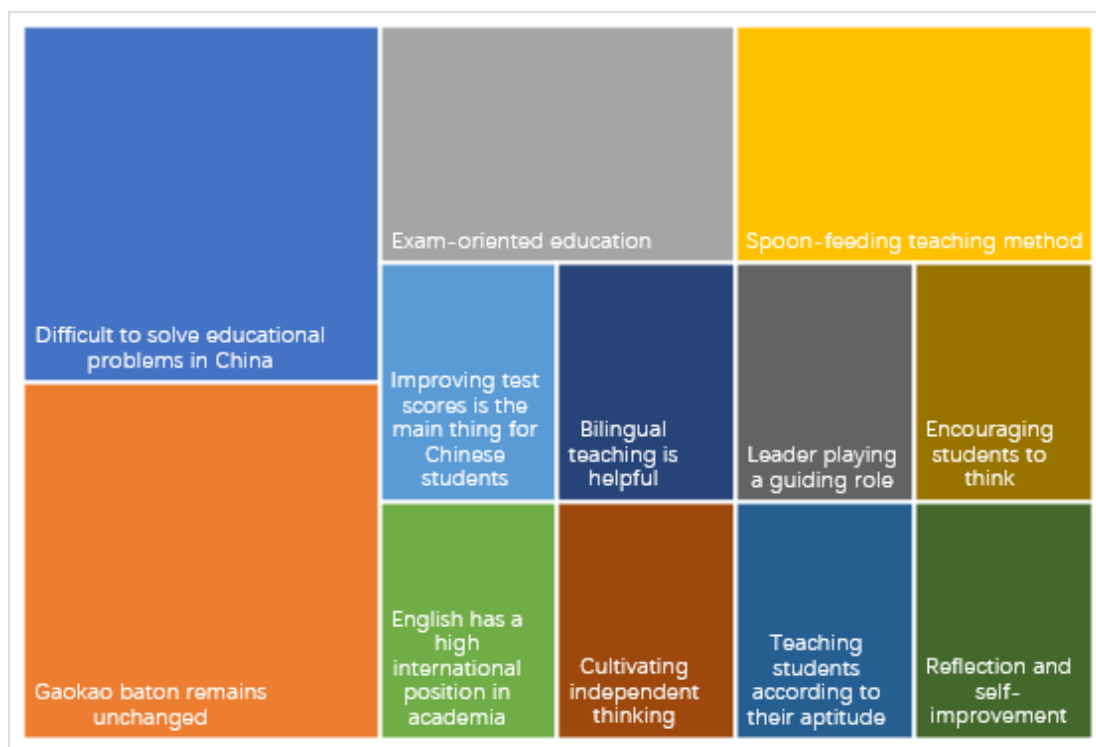 Difficult to solve educational
problems in China
Gaokao baton remains
unchanged
Exam-oriented education
Spoon-feeding teaching method
Improving test
scores is the
main thing for
Chinese
students
Bilingual
teaching is
helpful
Leader playing
a guiding role
Encouraging
students to
think
English has a
high
international
position in
academia
Cultivating
independent
thinking
Teaching
students
according to
their aptitude
Reflection and
self-
improvement